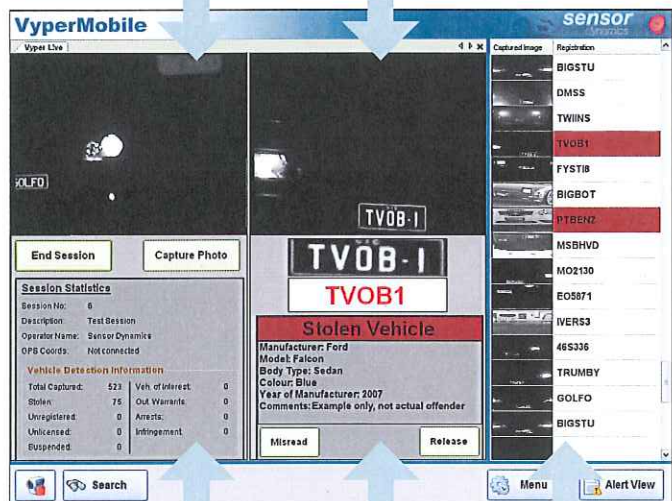 VyperMobile
sensor
dynamics
Vyper Live
Captured Image Registration
BIGSTU
DMSS
TWIINS
TVOB1
FYSTI8
BIGBOT
PTBENZ
MSBHVD
MO2130
EO5871
IVERS3
46S336
TRUMBY
GOLFO
BIGSTU
GOLFO
TVOB·I
End Session
Capture Photo
TVOB·I
TVOB1
Session Statistics
Session No: 6
Description: Test Session
Operator Name: Sensor Dynamics
GPS Coords: Not connected
Vehicle Detection Information
Total Captured: 523 Veh. of Interest: 0
Stolen: 75 Out Warrants: 0
Unregistered: 0 Arrests: 0
Unlicensed: 0 Infringement: 0
Suspended: 0
Stolen Vehicle
Manufacturer: Ford
Model: Falcon
Body Type: Sedan
Colour: Blue
Year of Manufacturer: 2007
Comments: Example only, not actual offender
Misread
Release
Search
Menu
Alert View